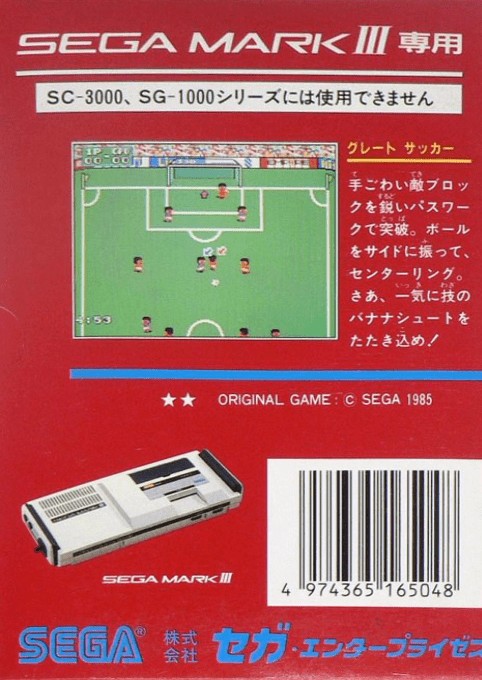 SEGA MARK III 専用
SC-3000、SG-1000シリーズには使用できません
1P-GT
00-00
グレート サッカー
手ごわい敵ブロッ
クを鋭いパスワー
クで突破。ボール
をサイドに振って、
センターリング。
さあ、一気に技の
バナナシュートを
たたき込め!
4:53
★★ ORIGINAL GAME: © SEGA 1985
SEGA MARK III
4 974365 165048
SEGA® 株式会社 セガ・エンタープライゼス